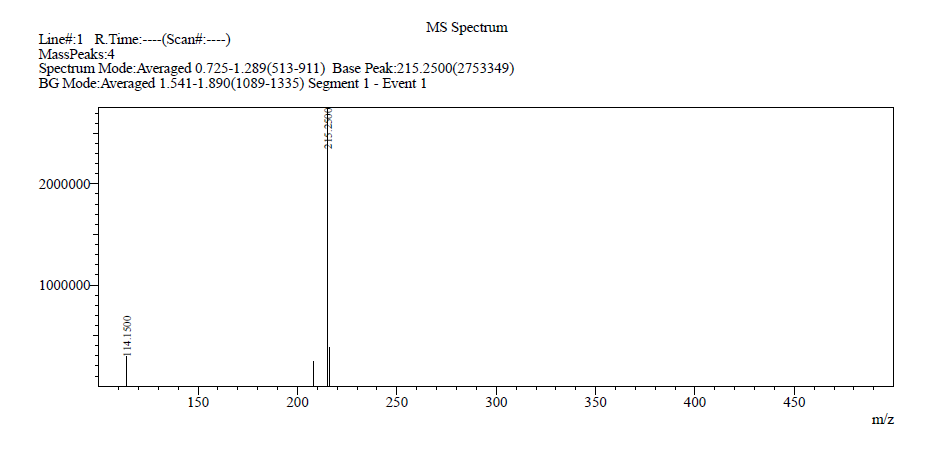 MS Spectrum
Line#:1 R.Time:----(Scan#:----)
MassPeaks:4
Spectrum Mode:Averaged 0.725-1.289(513-911) Base Peak:215.2500(2753349)
BG Mode:Averaged 1.541-1.890(1089-1335) Segment 1 - Event 1
215.2500
2000000
1000000
114.1500
150 200 250 300 350 400 450
m/z